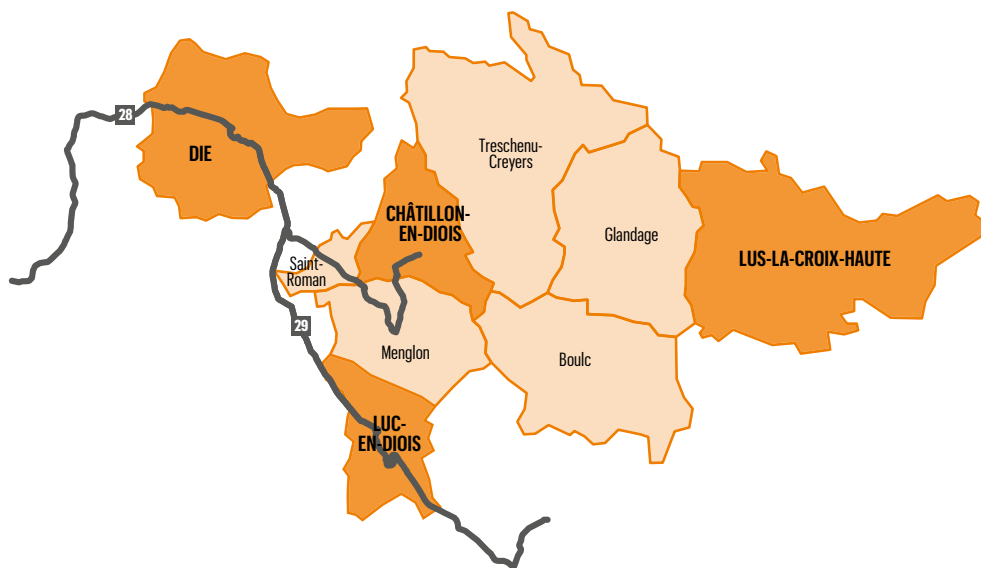 28
DIE
Treschenu-
Creyers
CHÂTILLON-
EN-DIOIS
Glandage
LUS-LA-CROIX-HAUTE
Saint-
Roman
29
Menglon
Boulc
LUC-
EN-DIOIS